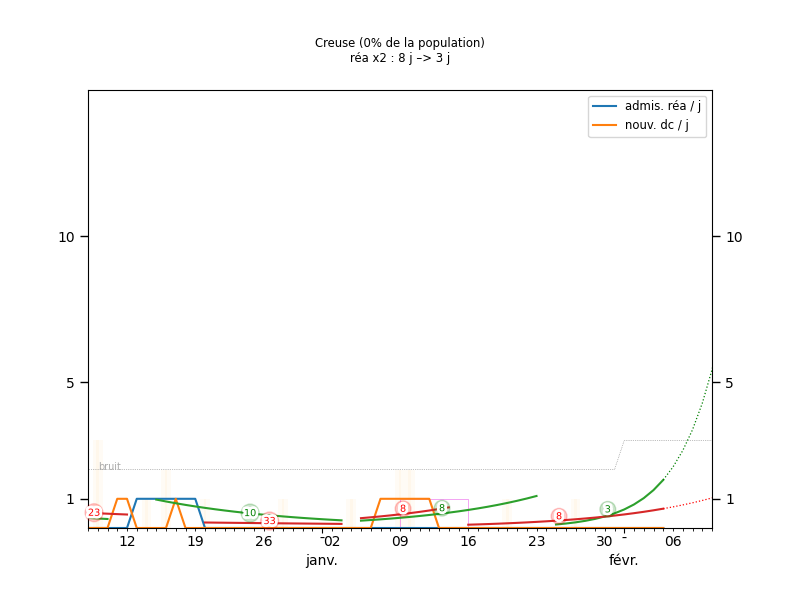 Creuse (0% de la population)
réa x2 : 8 j –> 3 j
admis. réa / j
nouv. dc / j
10 10
5 5
bruit
1 1
23 10 33 8 8 8 3
12 19 26 02 09 16 23 30 06
janv. févr.